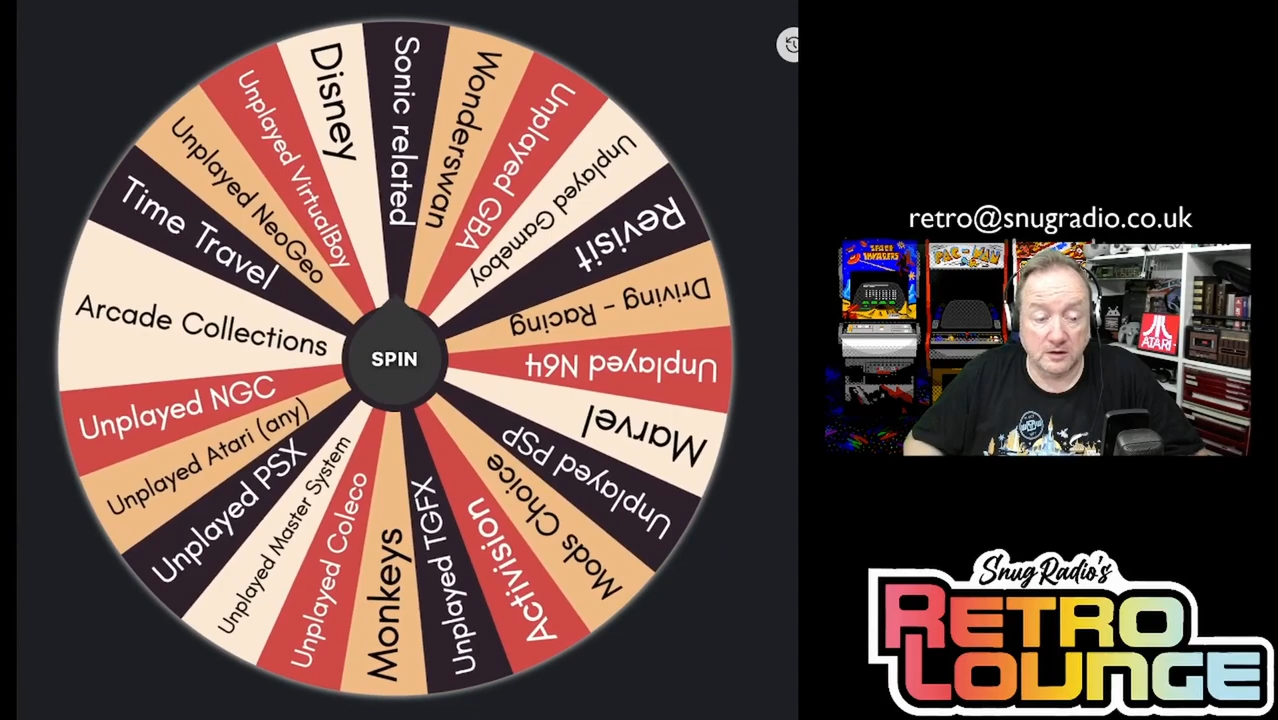 Sonic related
Wonderswan
Unplayed GBA
Unplayed Gameboy
Revisit
Driving - Racing
Unplayed N64
Marvel
Unplayed PSP
Mods Choice
Activision
Unplayed TGFX
Monkeys
Unplayed Coleco
Unplayed Master System
Unplayed PSX
Unplayed Atari (any)
Unplayed NGC
Arcade Collections
Time Travel
Unplayed NeoGeo
Unplayed VirtualBoy
Disney
SPIN
retro@snugradio.co.uk
SPACE
INVADERS
PAC-MAN
ATARI
Snug Radio's
RETRO
LOUNGE